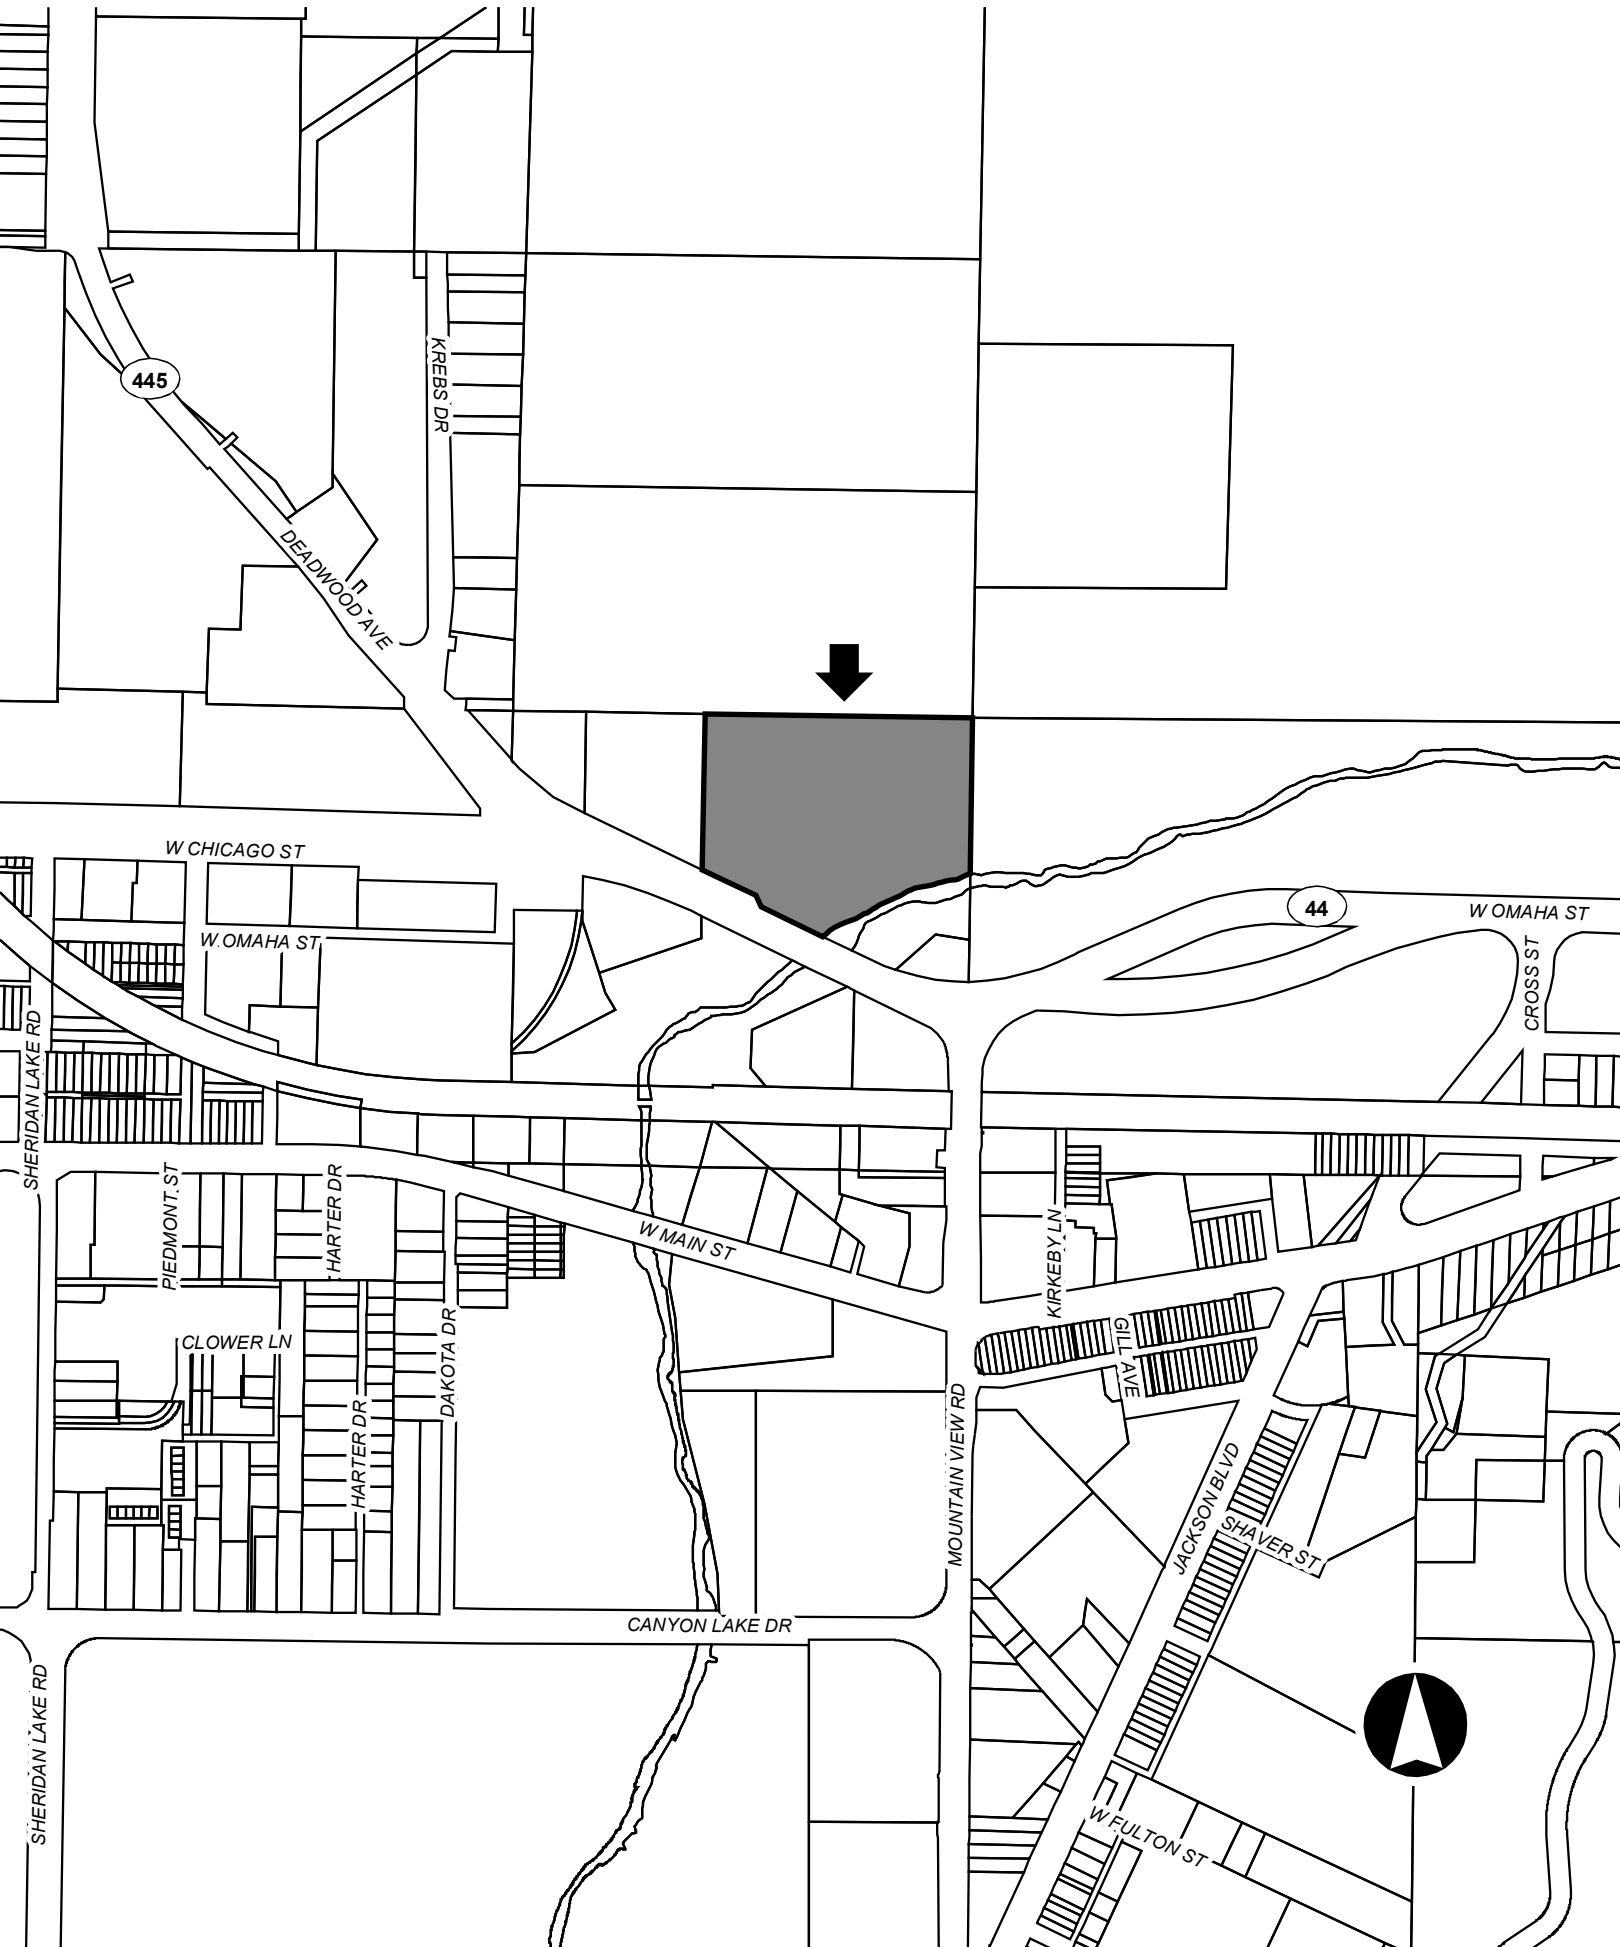 445
KREBS DR
DEADWOOD AVE
W CHICAGO ST
44
W OMAHA ST
W OMAHA ST
CROSS ST
SHERIDAN LAKE RD
PIEDMONT ST
HARTER DR
W MAIN ST
KIRKEBY LN
CLOWER LN
DAKOTA DR
GILL AVE
HARTER DR
MOUNTAIN VIEW RD
JACKSON BLVD
SHAVER ST
CANYON LAKE DR
SHERIDAN LAKE RD
W FULTON ST